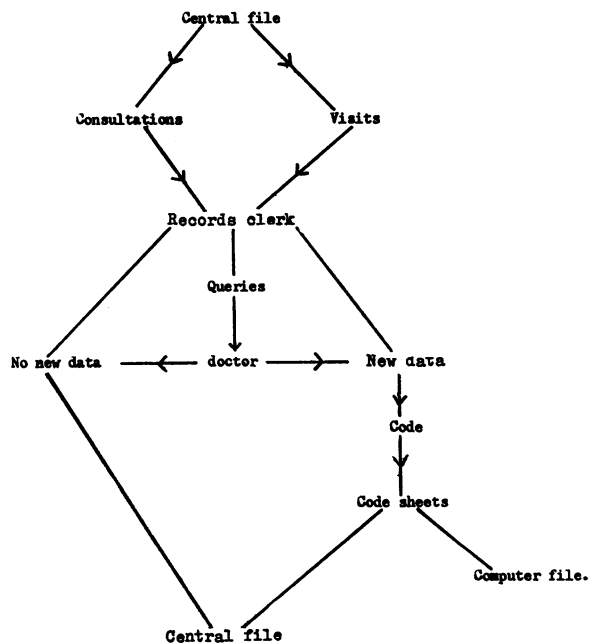 Central file
Consultations Visits
Records clerk
Queries
No new data doctor New data
Code
Code sheets
Computer file.
Central file